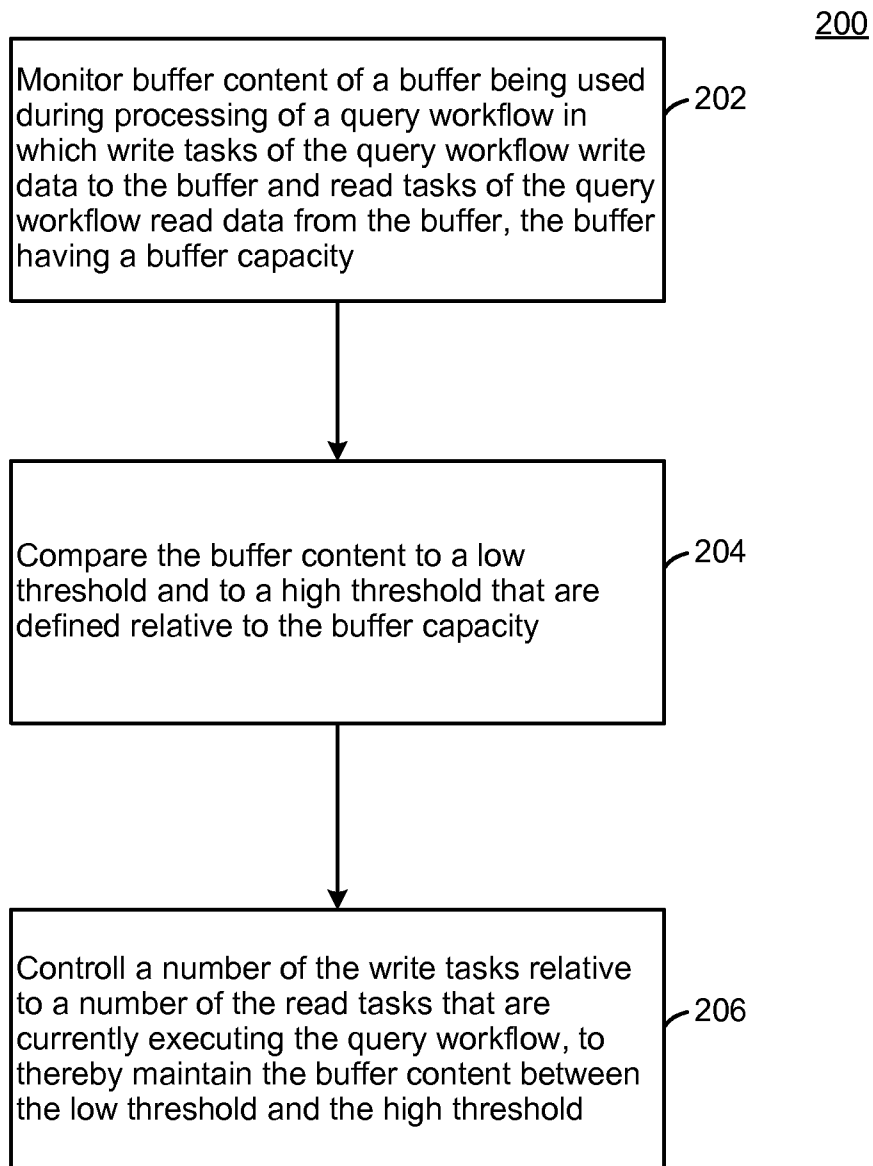 200
Monitor buffer content of a buffer being used
during processing of a query workflow in
which write tasks of the query workflow write
data to the buffer and read tasks of the query
workflow read data from the buffer, the buffer
having a buffer capacity
202
Compare the buffer content to a low
threshold and to a high threshold that are
defined relative to the buffer capacity
204
Controll a number of the write tasks relative
to a number of the read tasks that are
currently executing the query workflow, to
thereby maintain the buffer content between
the low threshold and the high threshold
206